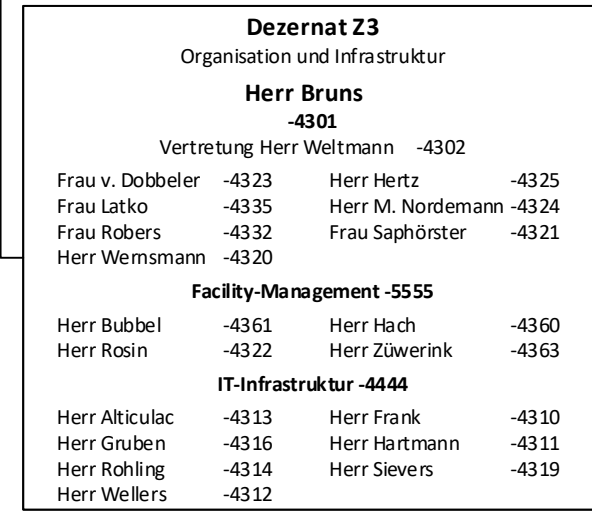 Dezernat Z3
Organisation und Infrastruktur
Herr Bruns
-4301
Vertretung Herr Weltmann -4302
Frau v. Dobbeler -4323 Herr Hertz -4325
Frau Latko -4335 Herr M. Nordemann -4324
Frau Robers -4332 Frau Saphörster -4321
Herr Wernsmann -4320
Facility-Management -5555
Herr Bubbel -4361 Herr Hach -4360
Herr Rosin -4322 Herr Züwerink -4363
IT-Infrastruktur -4444
Herr Alticulac -4313 Herr Frank -4310
Herr Gruben -4316 Herr Hartmann -4311
Herr Rohling -4314 Herr Sievers -4319
Herr Wellers -4312